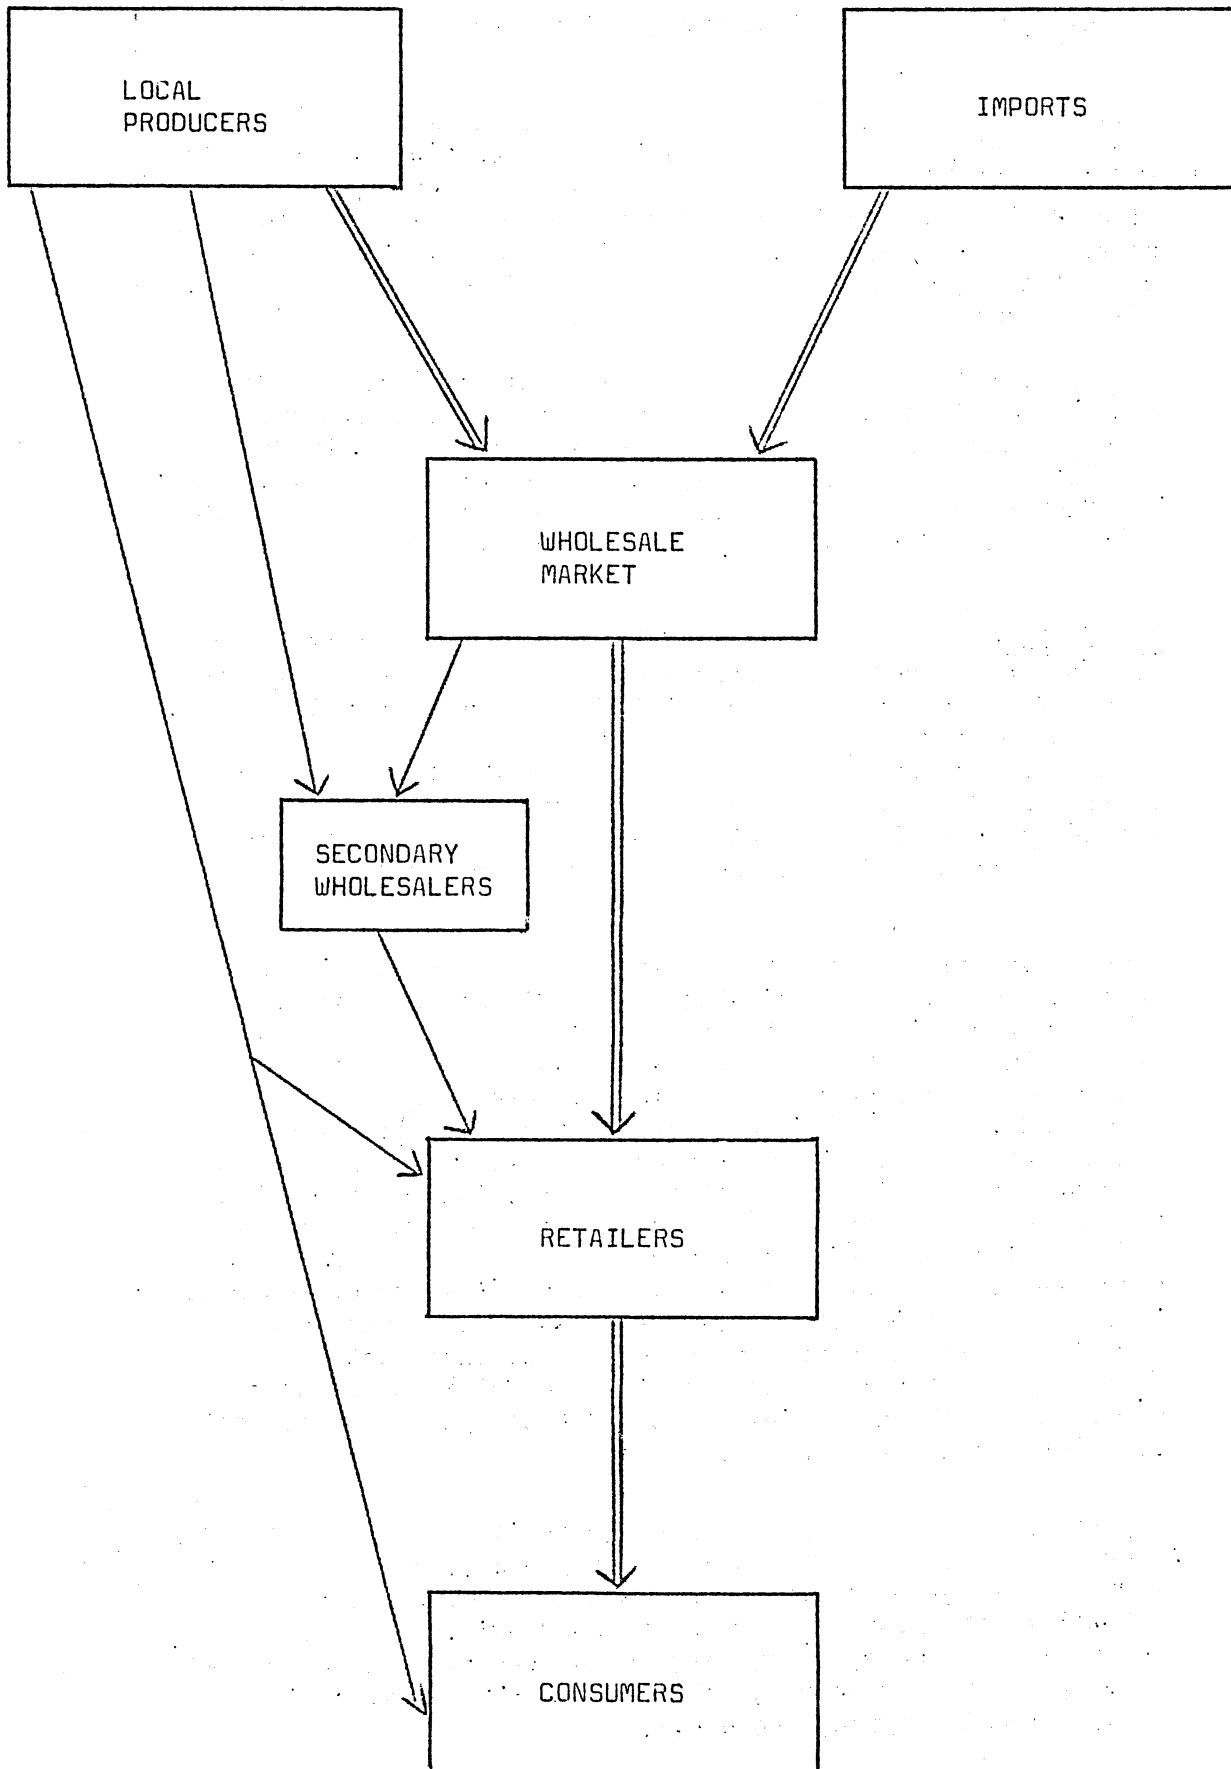 LOCAL
PRODUCERS
IMPORTS
WHOLESALE
MARKET
SECONDARY
WHOLESALERS
RETAILERS
CONSUMERS